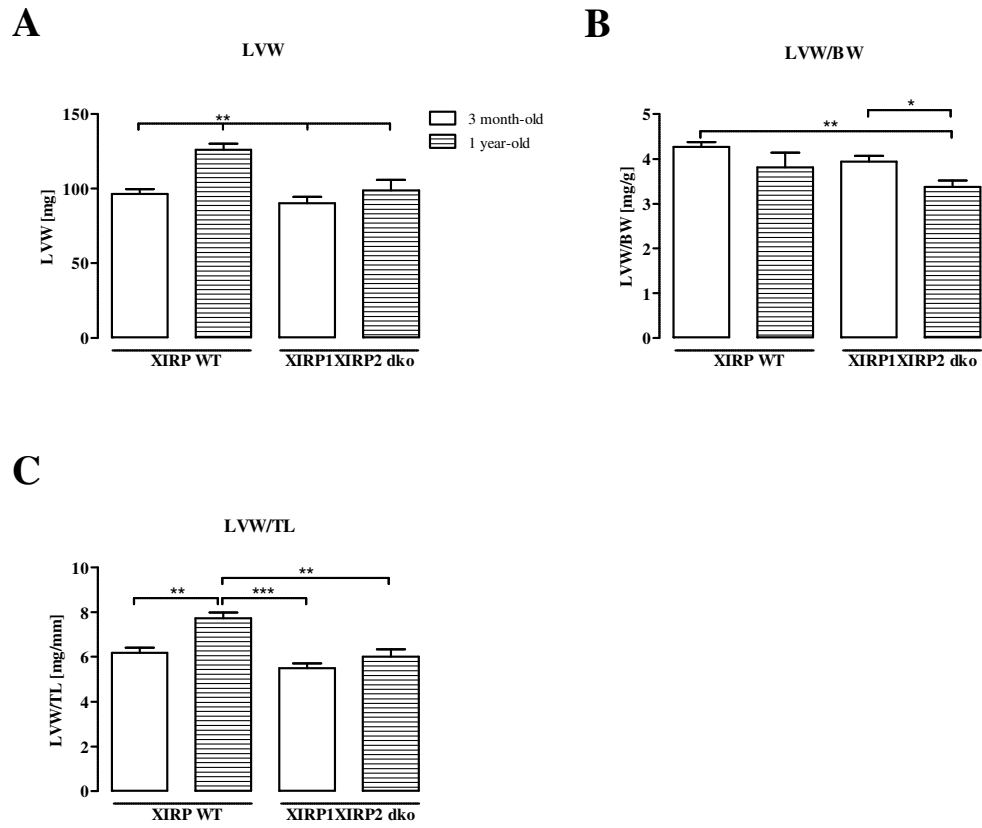 A
LVW
LVW [mg]
150
100
50
0
**
3 month-old
1 year-old
XIRP WT
XIRP1XIRP2 dko
B
LVW/BW
LVW/BW [mg/g]
5
4
3
2
1
0
*
**
XIRP WT
XIRP1XIRP2 dko
C
LVW/TL
LVW/TL [mg/mm]
10
8
6
4
2
0
**
**
***
XIRP WT
XIRP1XIRP2 dko